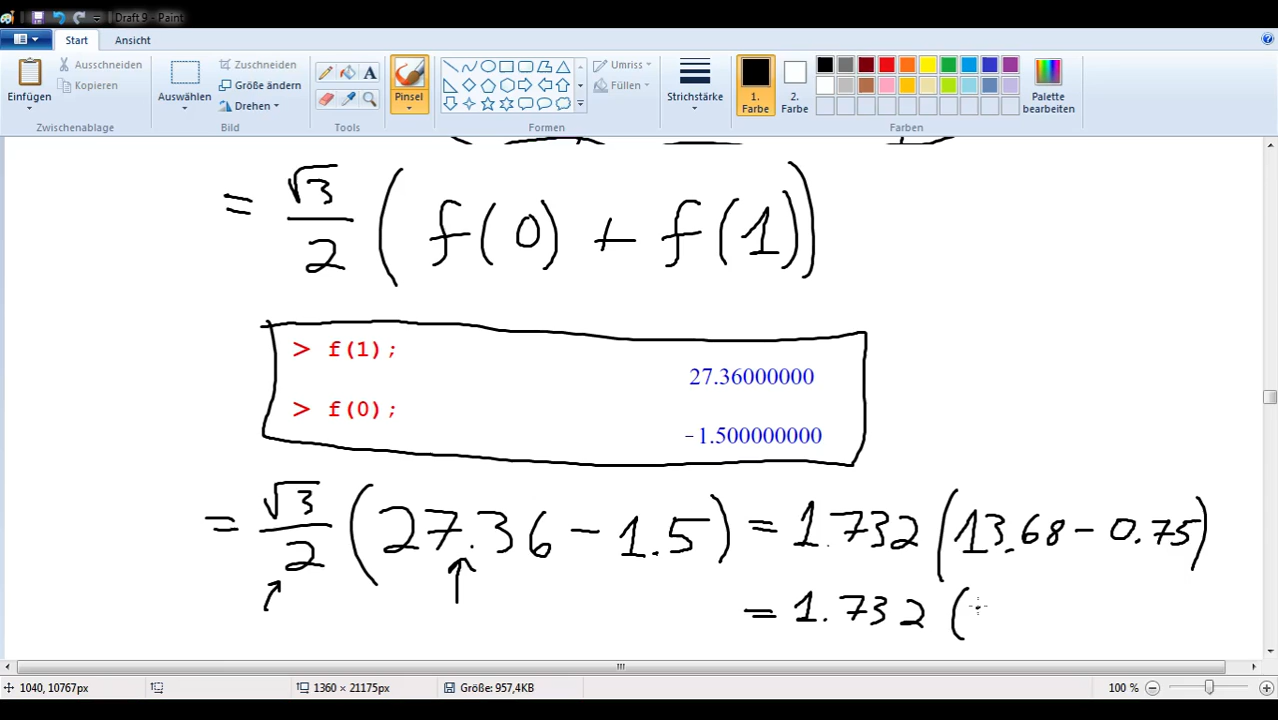 Draft 9 - Paint
Start Ansicht
Einfügen
Ausschneiden
Kopieren
Zwischenablage
Auswählen
Zuschneiden
Größe ändern
Drehen
Bild
Tools
Pinsel
Umriss
Füllen
Formen
Strichstärke
1. Farbe
2. Farbe
Palette bearbeiten
Farben
= √3/2 ( f(0) + f(1))
> f(1);
27.36000000
> f(0);
-1.500000000
= √3/2 (27.36 - 1.5) = 1.732 (13.68 - 0.75)
= 1.732 (
1040, 10767px
1360 × 21175px
Größe: 957,4KB
100 %